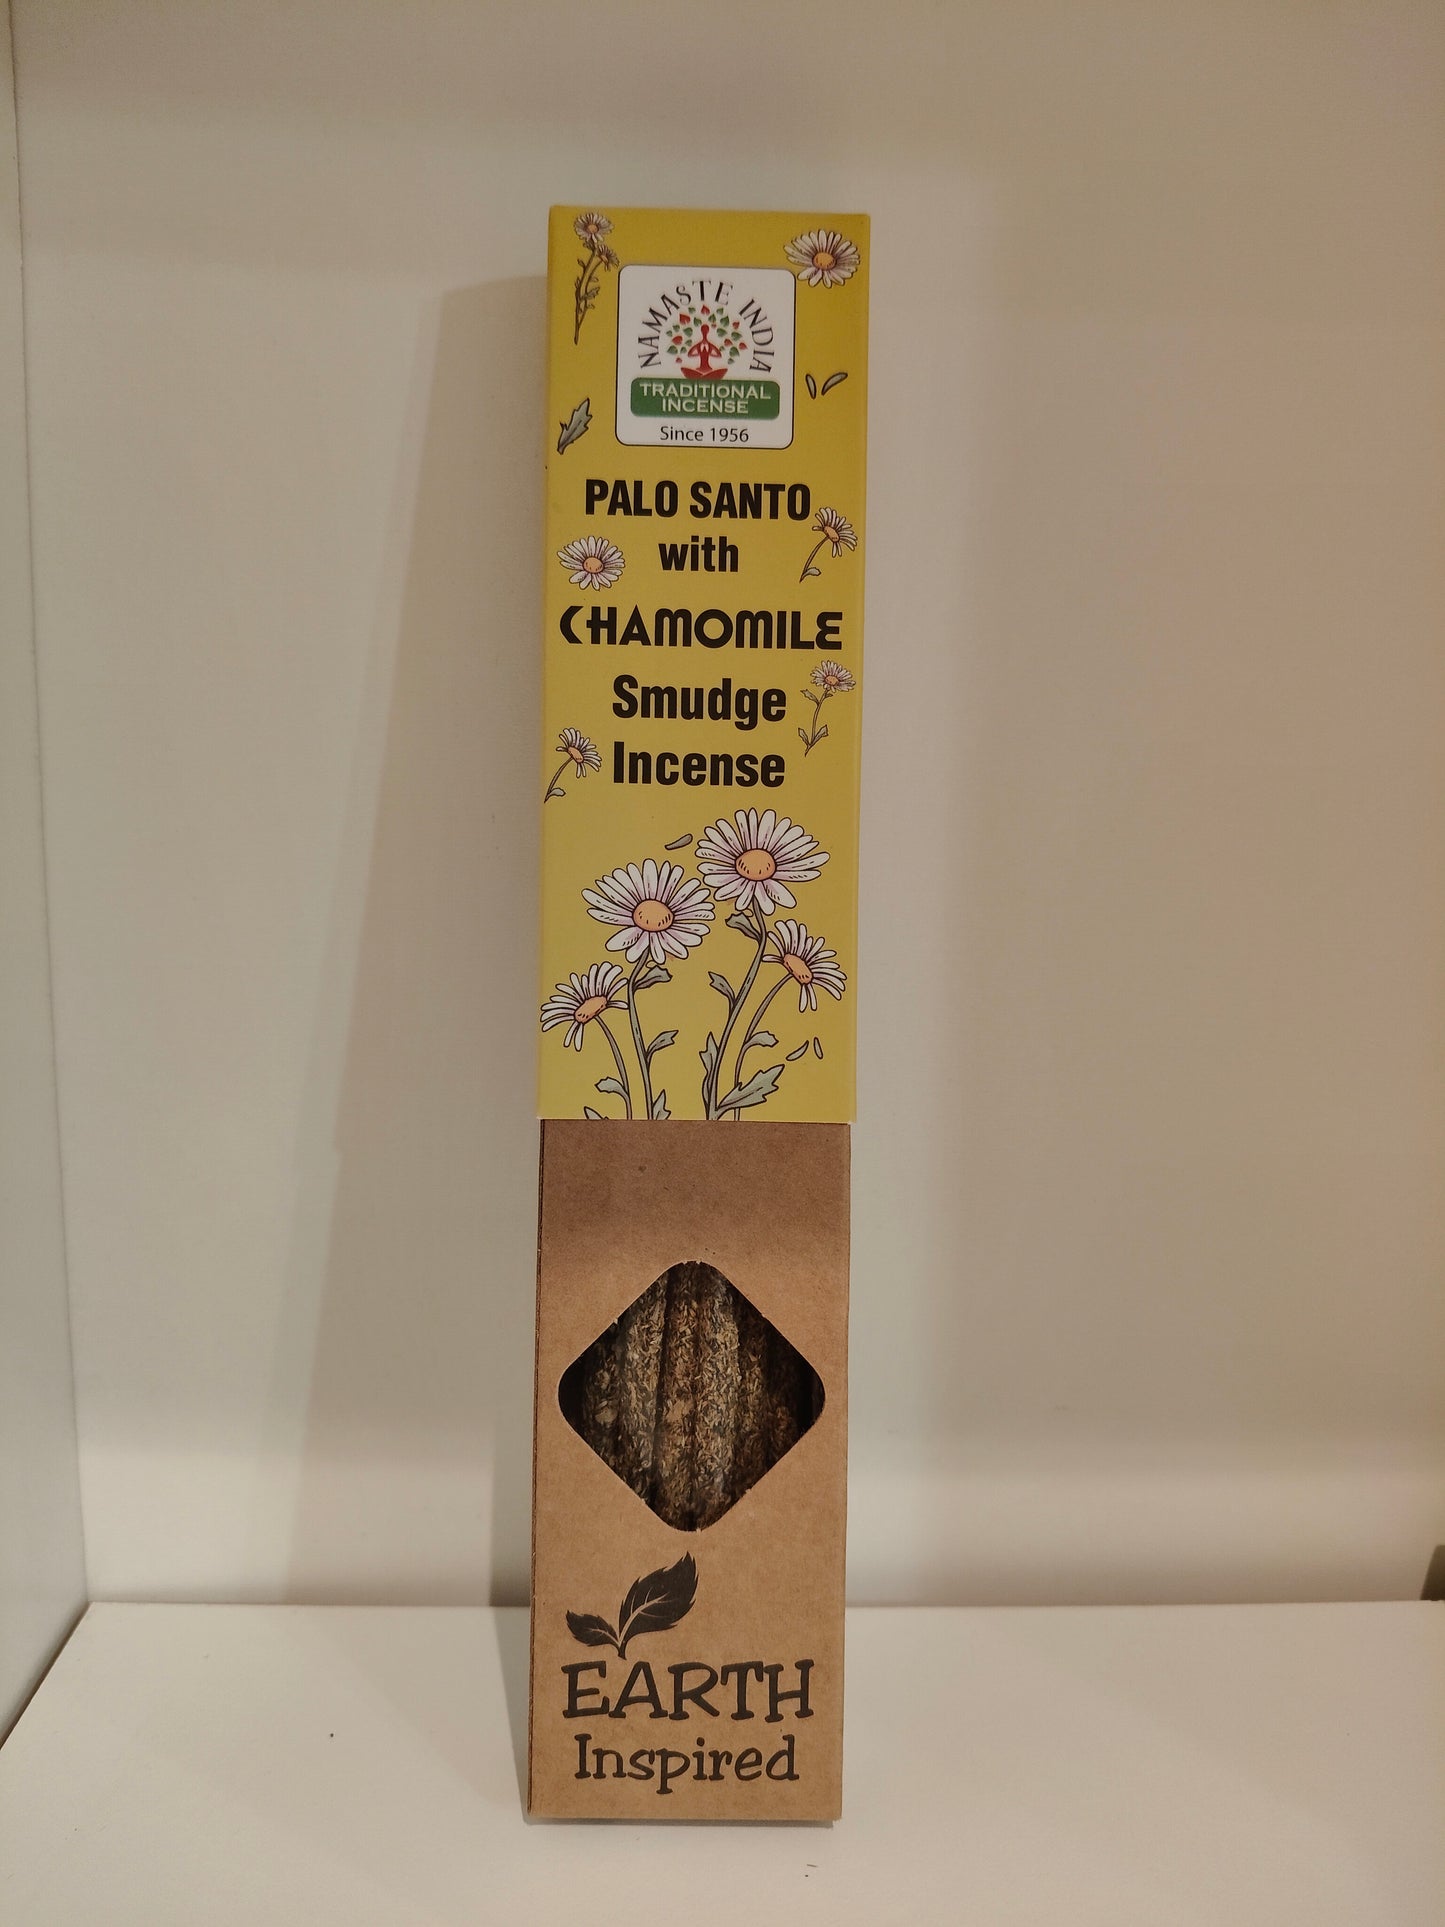 NAMASTE INDIA
TRADITIONAL
INCENSE
Since 1956
PALO SANTO
with
CHAMOMILE
Smudge
Incense
EARTH
Inspired